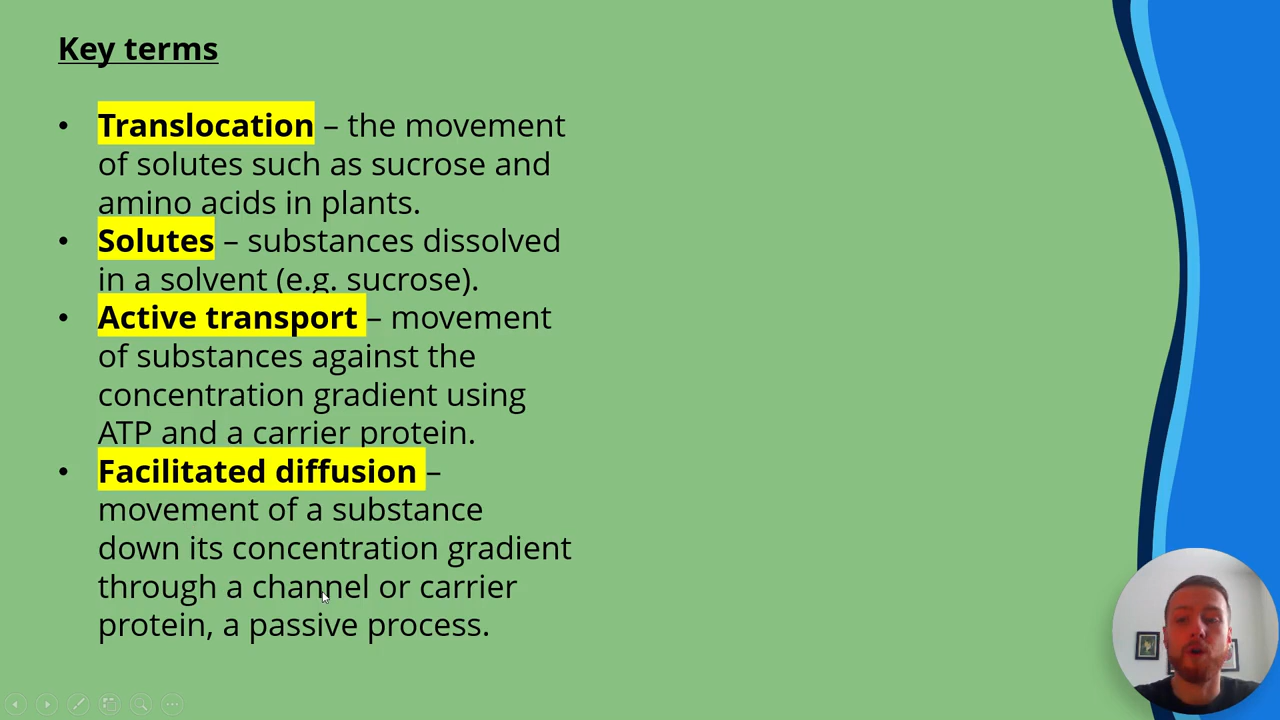 Key terms
• Translocation – the movement
of solutes such as sucrose and
amino acids in plants.
• Solutes – substances dissolved
in a solvent (e.g. sucrose).
• Active transport – movement
of substances against the
concentration gradient using
ATP and a carrier protein.
• Facilitated diffusion –
movement of a substance
down its concentration gradient
through a channel or carrier
protein, a passive process.